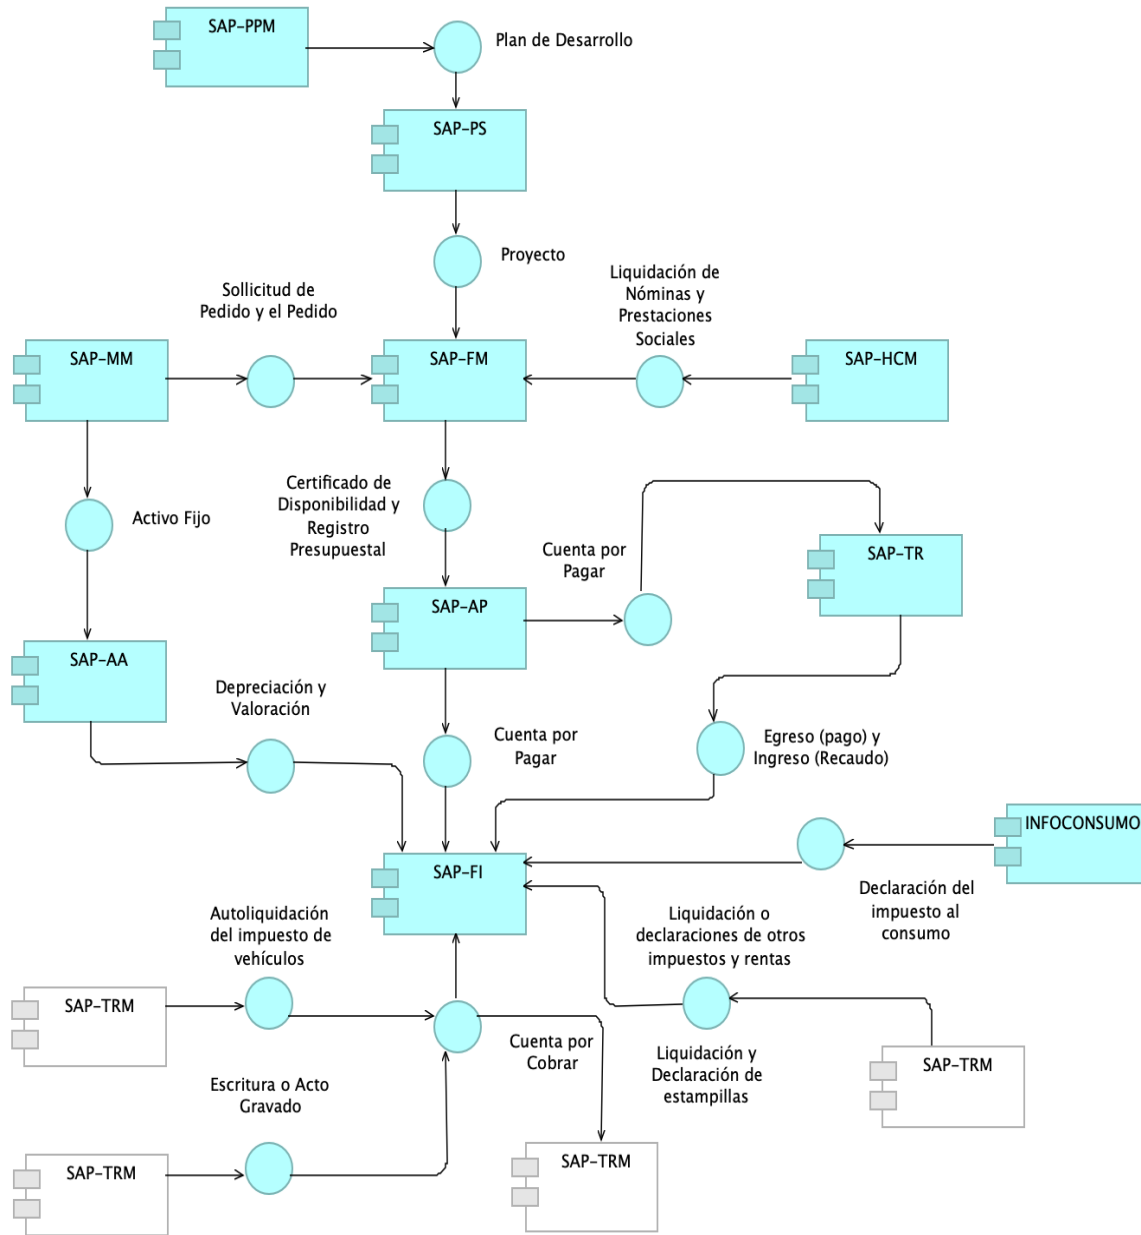 SAP-PPM
Plan de Desarrollo
SAP-PS
Proyecto
Sollicitud de
Pedido y el Pedido
Liquidación de
Nóminas y
Prestaciones
Sociales
SAP-MM
SAP-FM
SAP-HCM
Activo Fijo
Certificado de
Disponibilidad y
Registro
Presupuestal
Cuenta por
Pagar
SAP-TR
SAP-AP
SAP-AA
Depreciación y
Valoración
Cuenta por
Pagar
Egreso (pago) y
Ingreso (Recaudo)
INFOCONSUMO
SAP-FI
Declaración del
impuesto al
consumo
Autoliquidación
del impuesto de
vehículos
Liquidación o
declaraciones de otros
impuestos y rentas
SAP-TRM
Cuenta por
Cobrar
Liquidación y
Declaración de
estampillas
SAP-TRM
Escritura o Acto
Gravado
SAP-TRM
SAP-TRM